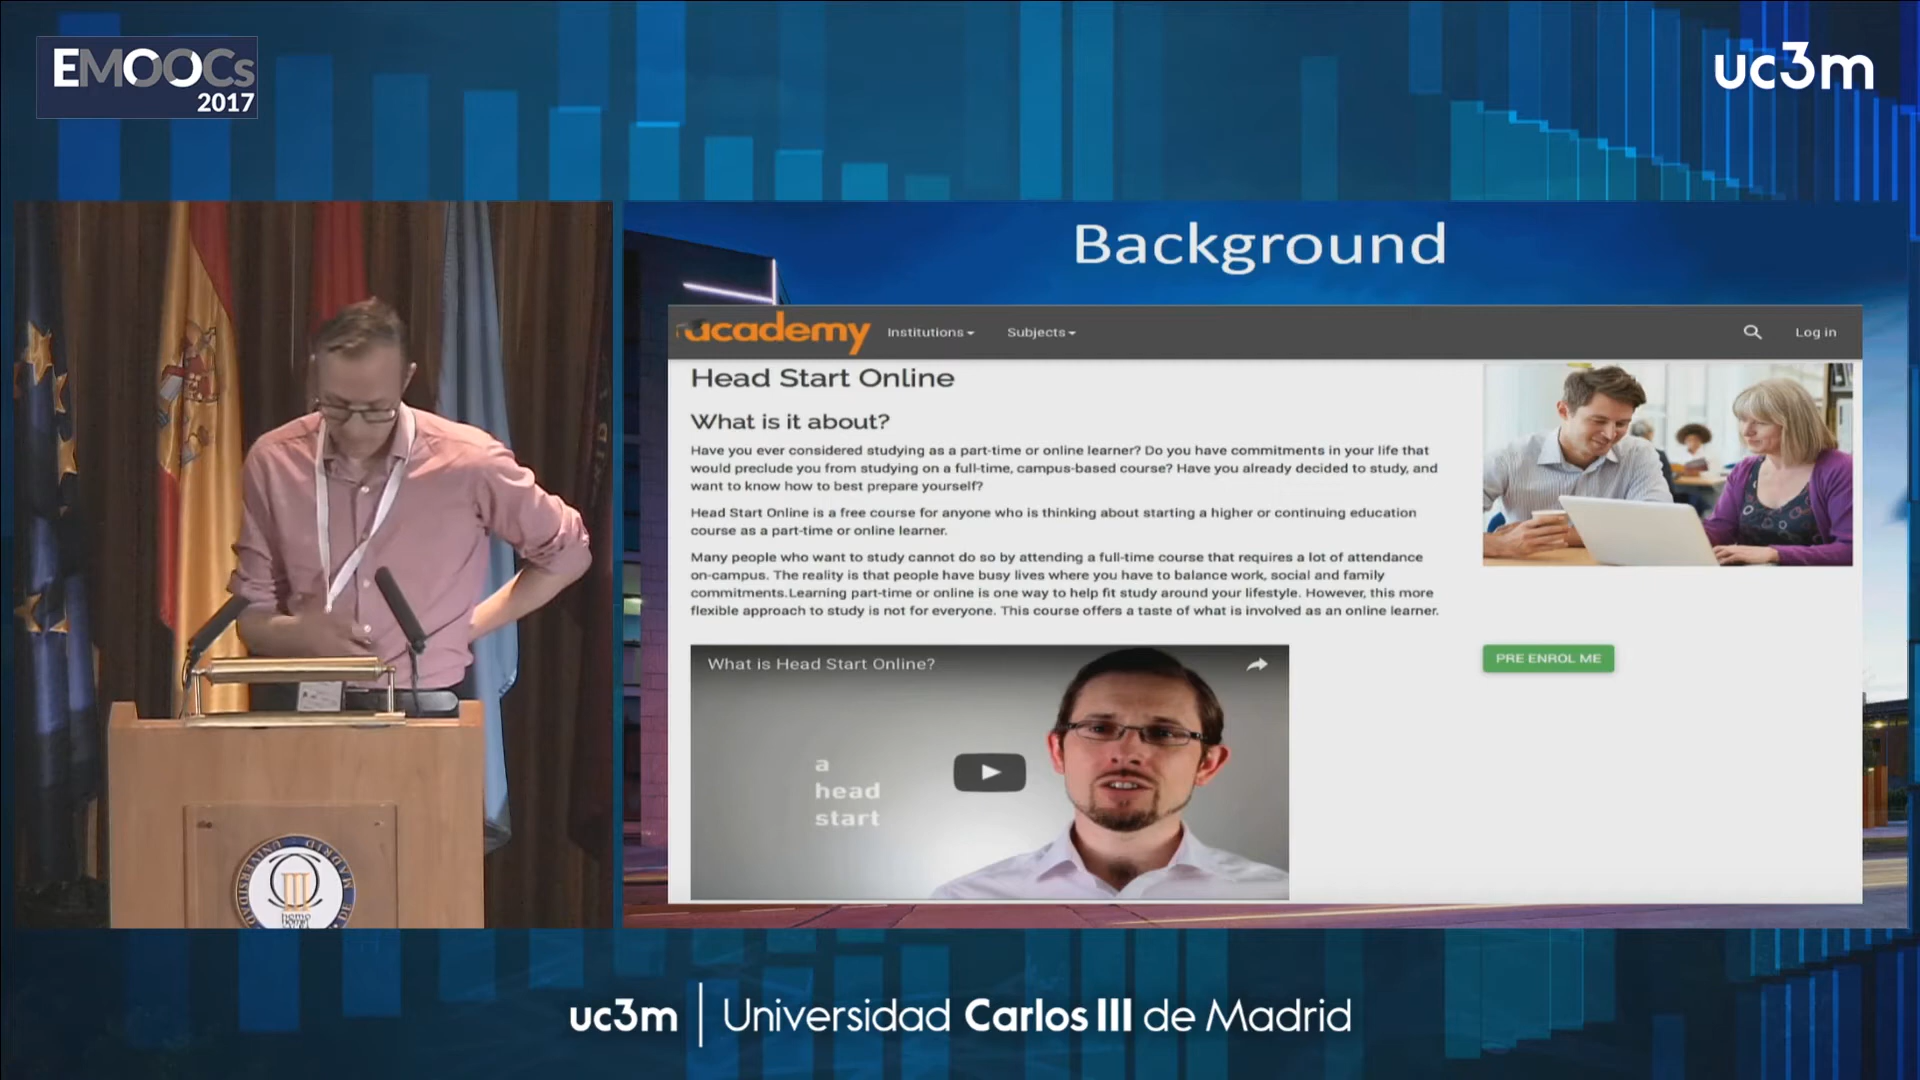 EMOOCs
2017
uc3m
Background
academy
Institutions
Subjects
Log in
Head Start Online
What is it about?
Have you ever considered studying as a part-time or online learner? Do you have commitments in your life that
would preclude you from studying on a full-time, campus-based course? Have you already decided to study, and
want to know how to best prepare yourself?
Head Start Online is a free course for anyone who is thinking about starting a higher or continuing education
course as a part-time or online learner.
Many people who want to study cannot do so by attending a full-time course that requires a lot of attendance
on-campus. The reality is that people have busy lives where you have to balance work, social and family
commitments.Learning part-time or online is one way to help fit study around your lifestyle. However, this more
flexible approach to study is not for everyone. This course offers a taste of what is involved as an online learner.
PRE ENROL ME
What is Head Start Online?
a
head
start
UNIVERSIDAD
DE
MADRID
III
homo
homini
uc3m | Universidad Carlos III de Madrid